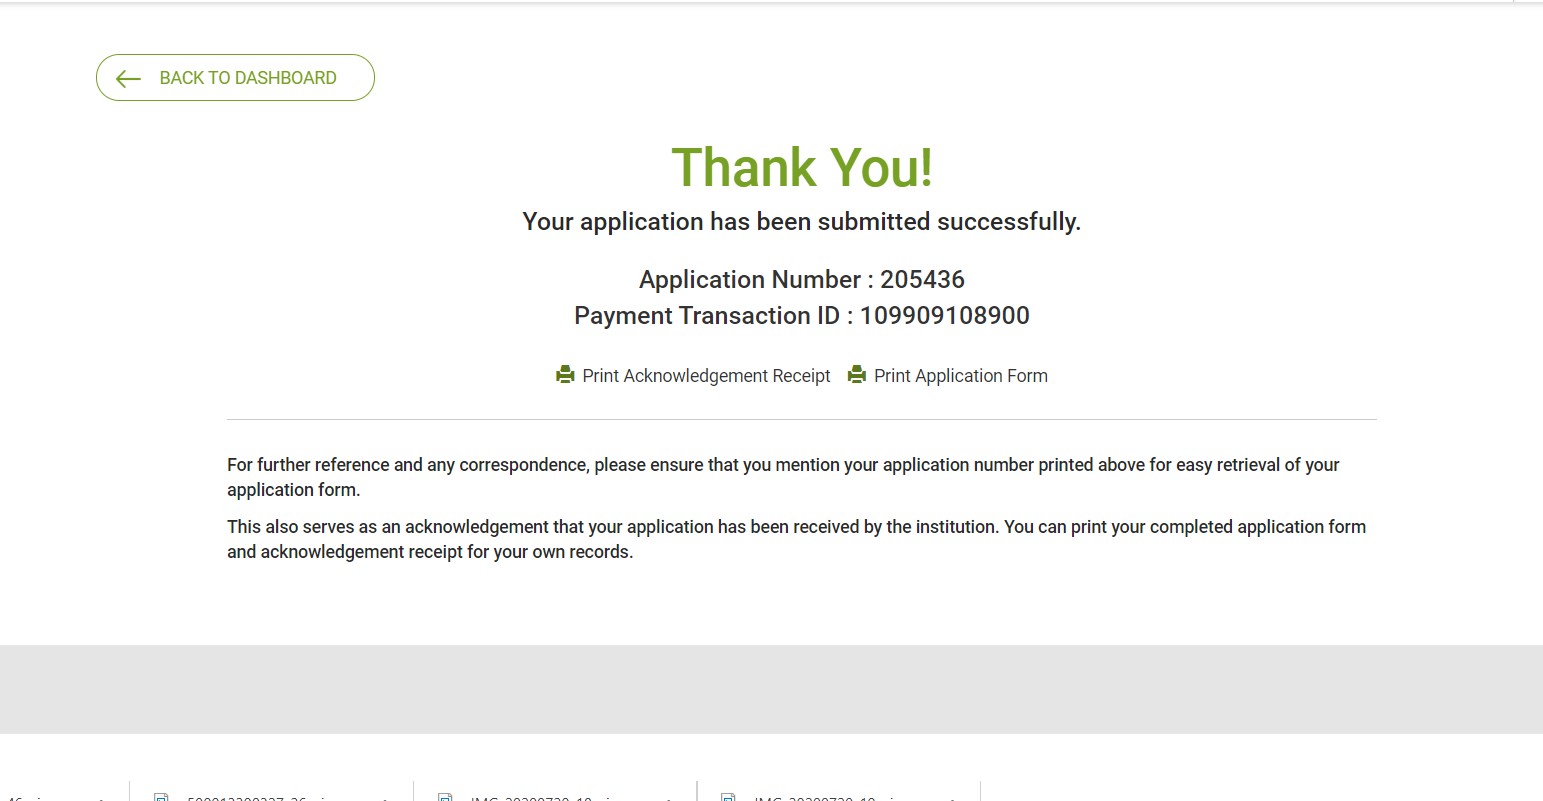 BACK TO DASHBOARD
Thank You!
Your application has been submitted successfully.
Application Number : 205436
Payment Transaction ID : 109909108900
Print Acknowledgement Receipt Print Application Form
For further reference and any correspondence, please ensure that you mention your application number printed above for easy retrieval of your
application form.
This also serves as an acknowledgement that your application has been received by the institution. You can print your completed application form
and acknowledgement receipt for your own records.